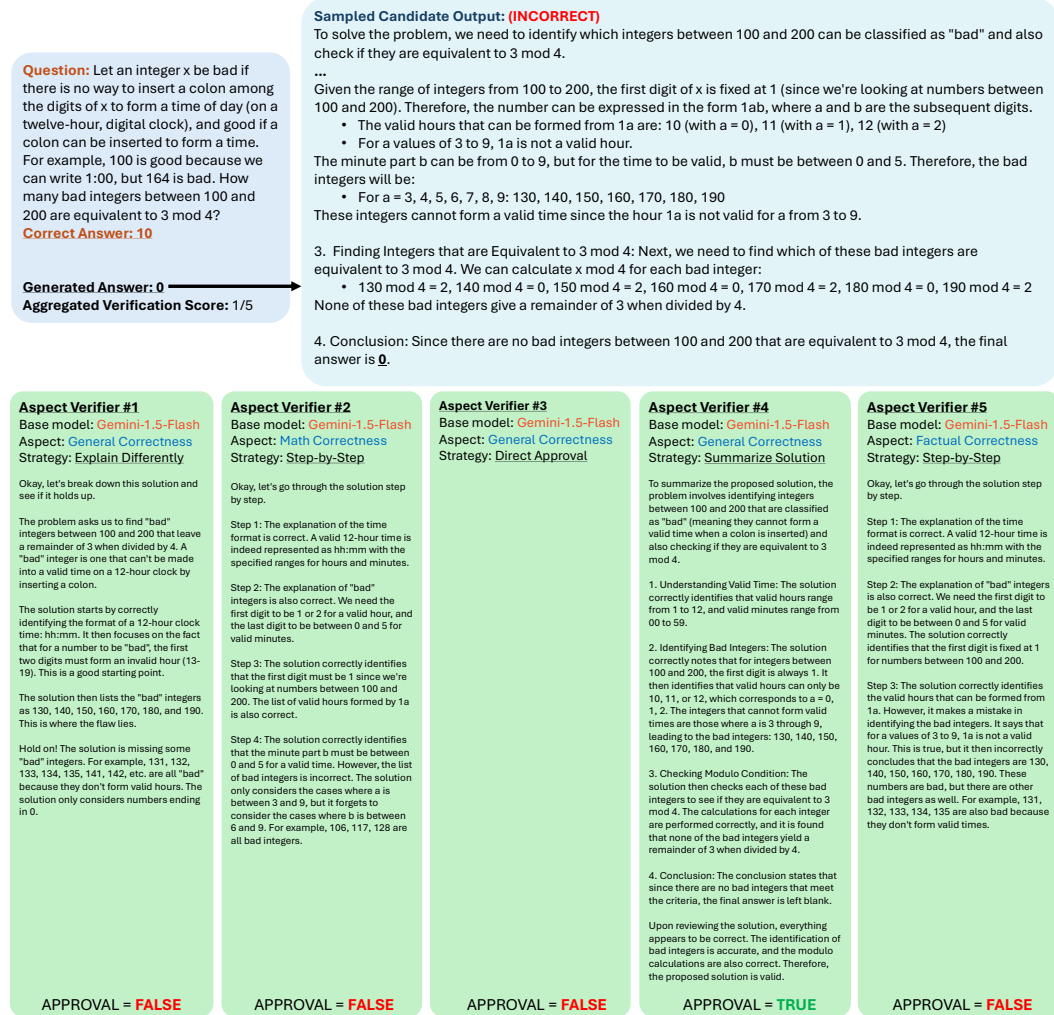 Question: Let an integer x be bad if
there is no way to insert a colon among
the digits of x to form a time of day (on a
twelve-hour, digital clock), and good if a
colon can be inserted to form a time.
For example, 100 is good because we
can write 1:00, but 164 is bad. How
many bad integers between 100 and
200 are equivalent to 3 mod 4?
Correct Answer: 10
Generated Answer: 0
Aggregated Verification Score: 1/5
Sampled Candidate Output: (INCORRECT)
To solve the problem, we need to identify which integers between 100 and 200 can be classified as "bad" and also
check if they are equivalent to 3 mod 4.
...
Given the range of integers from 100 to 200, the first digit of x is fixed at 1 (since we're looking at numbers between
100 and 200). Therefore, the number can be expressed in the form 1ab, where a and b are the subsequent digits.
• The valid hours that can be formed from 1a are: 10 (with a = 0), 11 (with a = 1), 12 (with a = 2)
• For a values of 3 to 9, 1a is not a valid hour.
The minute part b can be from 0 to 9, but for the time to be valid, b must be between 0 and 5. Therefore, the bad
integers will be:
• For a = 3, 4, 5, 6, 7, 8, 9: 130, 140, 150, 160, 170, 180, 190
These integers cannot form a valid time since the hour 1a is not valid for a from 3 to 9.
3. Finding Integers that are Equivalent to 3 mod 4: Next, we need to find which of these bad integers are
equivalent to 3 mod 4. We can calculate x mod 4 for each bad integer:
• 130 mod 4 = 2, 140 mod 4 = 0, 150 mod 4 = 2, 160 mod 4 = 0, 170 mod 4 = 2, 180 mod 4 = 0, 190 mod 4 = 2
None of these bad integers give a remainder of 3 when divided by 4.
4. Conclusion: Since there are no bad integers between 100 and 200 that are equivalent to 3 mod 4, the final
answer is 0.
Aspect Verifier #1
Base model: Gemini-1.5-Flash
Aspect: General Correctness
Strategy: Explain Differently
Okay, let's break down this solution and
see if it holds up.
The problem asks us to find "bad"
integers between 100 and 200 that leave
a remainder of 3 when divided by 4. A
"bad" integer is one that can't be made
into a valid time on a 12-hour clock by
inserting a colon.
The solution starts by correctly
identifying the format of a 12-hour clock
time: hh:mm. It then focuses on the fact
that for a number to be "bad", the first
two digits must form an invalid hour (13-
19). This is a good starting point.
The solution then lists the "bad" integers
as 130, 140, 150, 160, 170, 180, and 190.
This is where the flaw lies.
Hold on! The solution is missing some
"bad" integers. For example, 131, 132,
133, 134, 135, 141, 142, etc. are all "bad"
because they don't form valid hours. The
solution only considers numbers ending
in 0.
APPROVAL = FALSE
Aspect Verifier #2
Base model: Gemini-1.5-Flash
Aspect: Math Correctness
Strategy: Step-by-Step
Okay, let's go through the solution step
by step.
Step 1: The explanation of the time
format is correct. A valid 12-hour time is
indeed represented as hh:mm with the
specified ranges for hours and minutes.
Step 2: The explanation of "bad"
integers is also correct. We need the
first digit to be 1 or 2 for a valid hour, and
the last digit to be between 0 and 5 for
valid minutes.
Step 3: The solution correctly identifies
that the first digit must be 1 since we're
looking at numbers between 100 and
200. The list of valid hours formed by 1a
is also correct.
Step 4: The solution correctly identifies
that the minute part b must be between
0 and 5 for a valid time. However, the list
of bad integers is incorrect. The solution
only considers the cases where a is
between 3 and 9, but it forgets to
consider the cases where b is between
6 and 9. For example, 106, 117, 128 are
all bad integers.
APPROVAL = FALSE
Aspect Verifier #3
Base model: Gemini-1.5-Flash
Aspect: General Correctness
Strategy: Direct Approval
APPROVAL = FALSE
Aspect Verifier #4
Base model: Gemini-1.5-Flash
Aspect: General Correctness
Strategy: Summarize Solution
To summarize the proposed solution, the
problem involves identifying integers
between 100 and 200 that are classified
as "bad" (meaning they cannot form a
valid time when a colon is inserted) and
also checking if they are equivalent to 3
mod 4.
1. Understanding Valid Time: The solution
correctly identifies that valid hours range
from 1 to 12, and valid minutes range from
00 to 59.
2. Identifying Bad Integers: The solution
correctly notes that for integers between
100 and 200, the first digit is always 1. It
then identifies that valid hours can only be
10, 11, or 12, which corresponds to a = 0,
1, 2. The integers that cannot form valid
times are those where a is 3 through 9,
leading to the bad integers: 130, 140, 150,
160, 170, 180, and 190.
3. Checking Modulo Condition: The
solution then checks each of these bad
integers to see if they are equivalent to 3
mod 4. The calculations for each integer
are performed correctly, and it is found
that none of the bad integers yield a
remainder of 3 when divided by 4.
4. Conclusion: The conclusion states that
since there are no bad integers that meet
the criteria, the final answer is left blank.
Upon reviewing the solution, everything
appears to be correct. The identification of
bad integers is accurate, and the modulo
calculations are also correct. Therefore,
the proposed solution is valid.
APPROVAL = TRUE
Aspect Verifier #5
Base model: Gemini-1.5-Flash
Aspect: Factual Correctness
Strategy: Step-by-Step
Okay, let's go through the solution step
by step.
Step 1: The explanation of the time
format is correct. A valid 12-hour time is
indeed represented as hh:mm with the
specified ranges for hours and minutes.
Step 2: The explanation of "bad" integers
is also correct. We need the first digit to
be 1 or 2 for a valid hour, and the last
digit to be between 0 and 5 for valid
minutes. The solution correctly
identifies that the first digit is fixed at 1
for numbers between 100 and 200.
Step 3: The solution correctly identifies
the valid hours that can be formed from
1a. However, it makes a mistake in
identifying the bad integers. It says that
for a values of 3 to 9, 1a is not a valid
hour. This is true, but it then incorrectly
concludes that the bad integers are 130,
140, 150, 160, 170, 180, 190. These
numbers are bad, but there are other
bad integers as well. For example, 131,
132, 133, 134, 135 are also bad because
they don't form valid times.
APPROVAL = FALSE